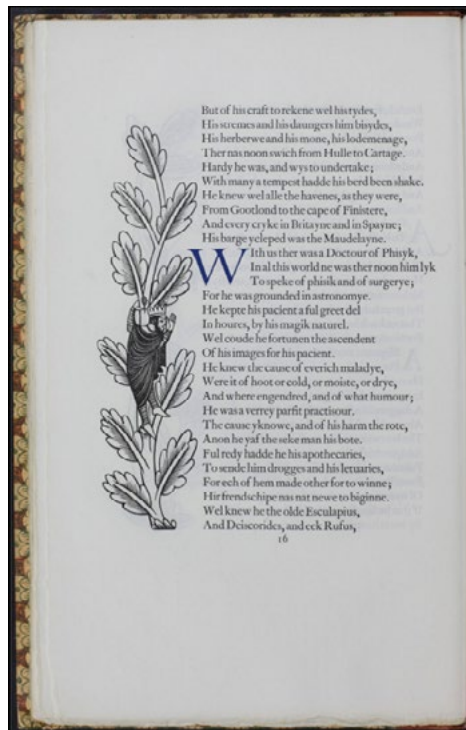 But of his craft to rekene wel his tydes,
His stremes and his daungers him bisydes,
His herberwe and his mone, his lodemenage,
Ther nas noon swich from Hulle to Cartage.
Hardy he was, and wys to undertake;
With many a tempest hadde his berd been shake.
He knew wel alle the havenes, as they were,
From Gootlond to the cape of Finistere,
And every cryke in Britayne and in Spayne;
His barge ycleped was the Maudelayne.
With us ther was a Doctour of Phisyk,
In al this world ne was ther noon him lyk
To speke of phisik and of surgerye;
For he was grounded in astronomye.
He kepte his pacient a ful greet del
In houres, by his magik naturel.
Wel coude he fortunen the ascendent
Of his images for his pacient.
He knew the cause of everich maladye,
Were it of hoot or cold, or moiste, or drye,
And where engendred, and of what humour;
He was a verrey parfit practisour.
The cause yknowe, and of his harm the rote,
Anon he yaf the seke man his bote.
Ful redy hadde he his apothecaries,
To sende him drogges and his letuaries,
For ech of hem made other for to winne;
Hir frendschipe nas nat newe to biginne.
Wel knew he the olde Esculapius,
And Deiscorides, and eek Rufus,
16